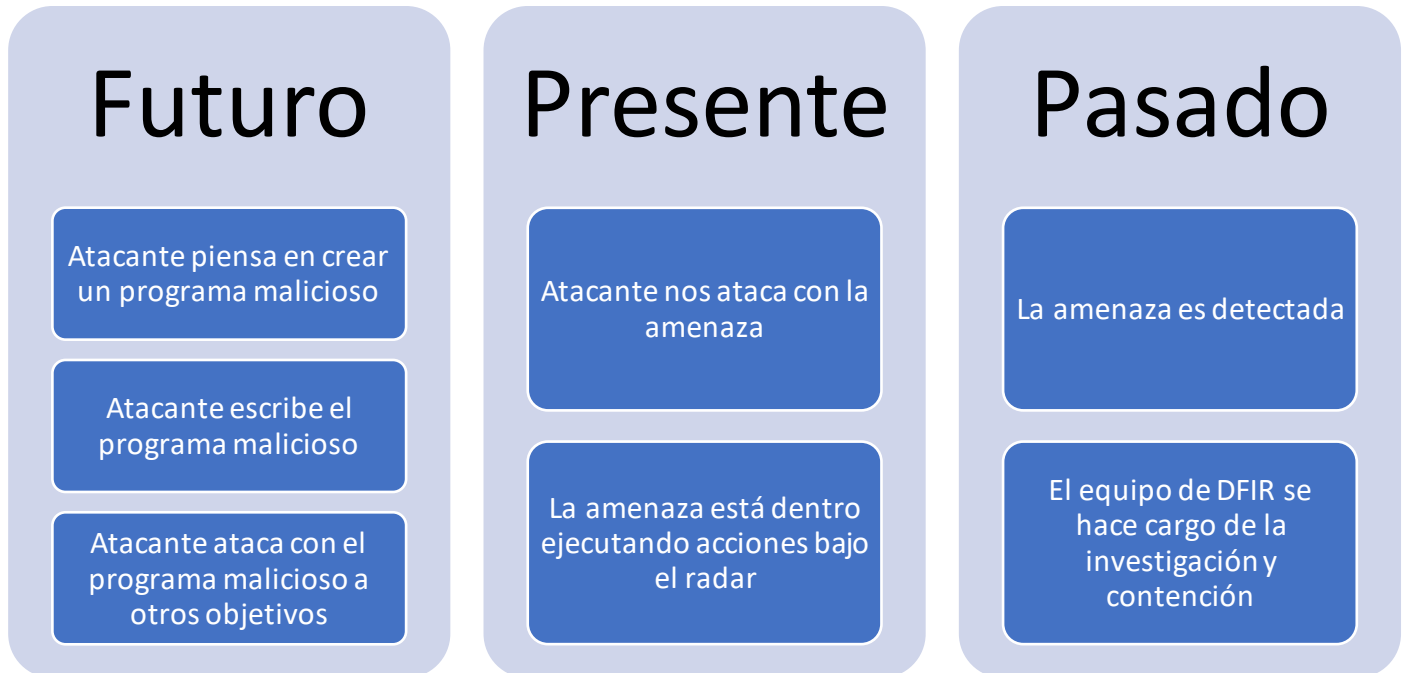 Futuro
Atacante piensa en crear
un programa malicioso
Atacante escribe el
programa malicioso
Atacante ataca con el
programa malicioso a
otros objetivos
Presente
Atacante nos ataca con la
amenaza
La amenaza está dentro
ejecutando acciones bajo
el radar
Pasado
La amenaza es detectada
El equipo de DFIR se
hace cargo de la
investigación y
contención